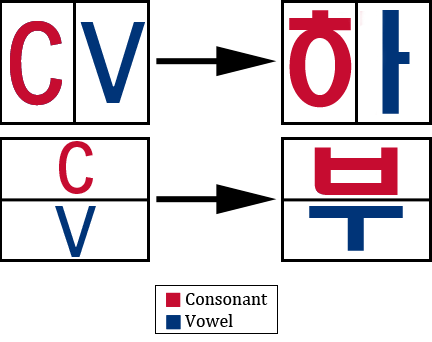 C V 하
C
V
부
Consonant
Vowel